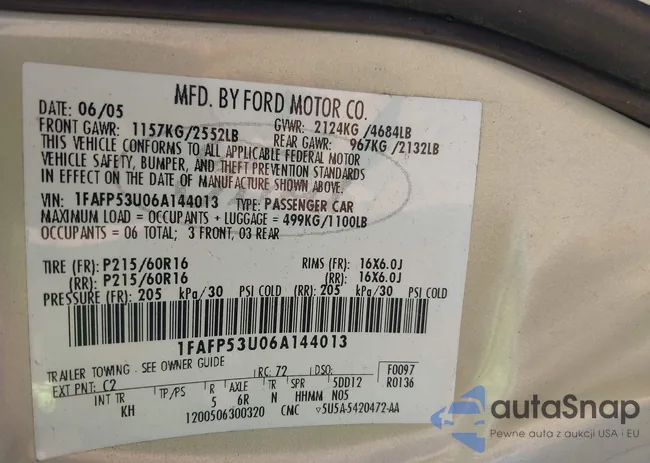 MFD. BY FORD MOTOR CO.
DATE: 06/05 GVWR: 2124KG /4684LB
FRONT GAWR: 1157KG/2552LB REAR GAWR: 967KG /2132LB
THIS VEHICLE CONFORMS TO ALL APPLICABLE FEDERAL MOTOR
VEHICLE SAFETY, BUMPER, AND THEFT PREVENTION STANDARDS
IN EFFECT ON THE DATE OF MANUFACTURE SHOWN ABOVE.
VIN: 1FAFP53U06A144013 TYPE: PASSENGER CAR
MAXIMUM LOAD = OCCUPANTS + LUGGAGE = 499KG/1100LB
OCCUPANTS = 06 TOTAL; 3 FRONT, 03 REAR
TIRE (FR): P215/60R16 RIMS (FR): 16X6.0J
(RR): P215/60R16 (RR): 16X6.0J
PRESSURE (FR): 205 kPa/30 PSI COLD (RR): 205 kPa/30 PSI COLD
1FAFP53U06A144013
TRAILER TOWING - SEE OWNER GUIDE RC: 72 DSO: F0097
EXT PNT: C2 R0136
INT TR TP/PS R AXLE TR SPR 5DD12
KH 5 6R N HHMM N05
1200506300320 CMC ▽5U5A-5420472-AA
autaSnap
Pewne auta z aukcji USA i EU